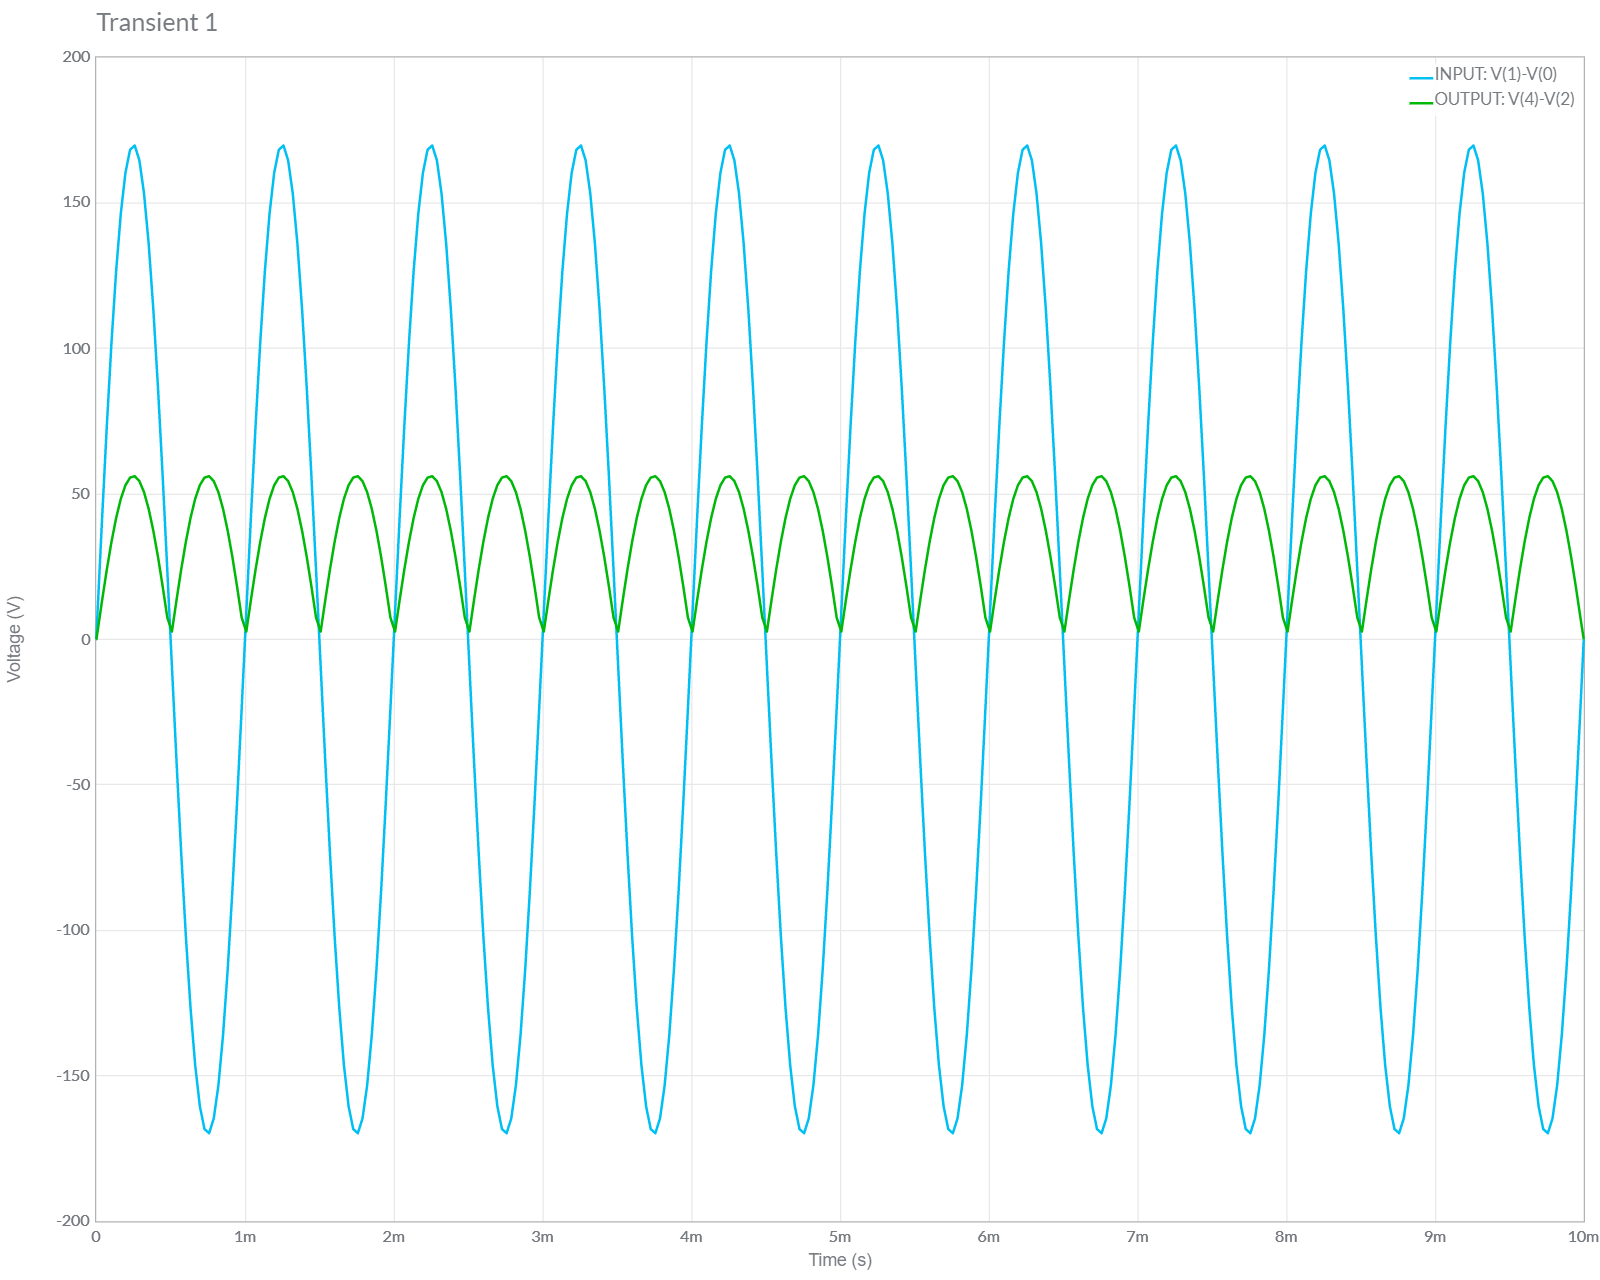 Transient 1
INPUT: V(1)-V(0)
OUTPUT: V(4)-V(2)
200
150
100
50
0
-50
-100
-150
-200
Voltage (V)
0 1m 2m 3m 4m 5m 6m 7m 8m 9m 10m
Time (s)